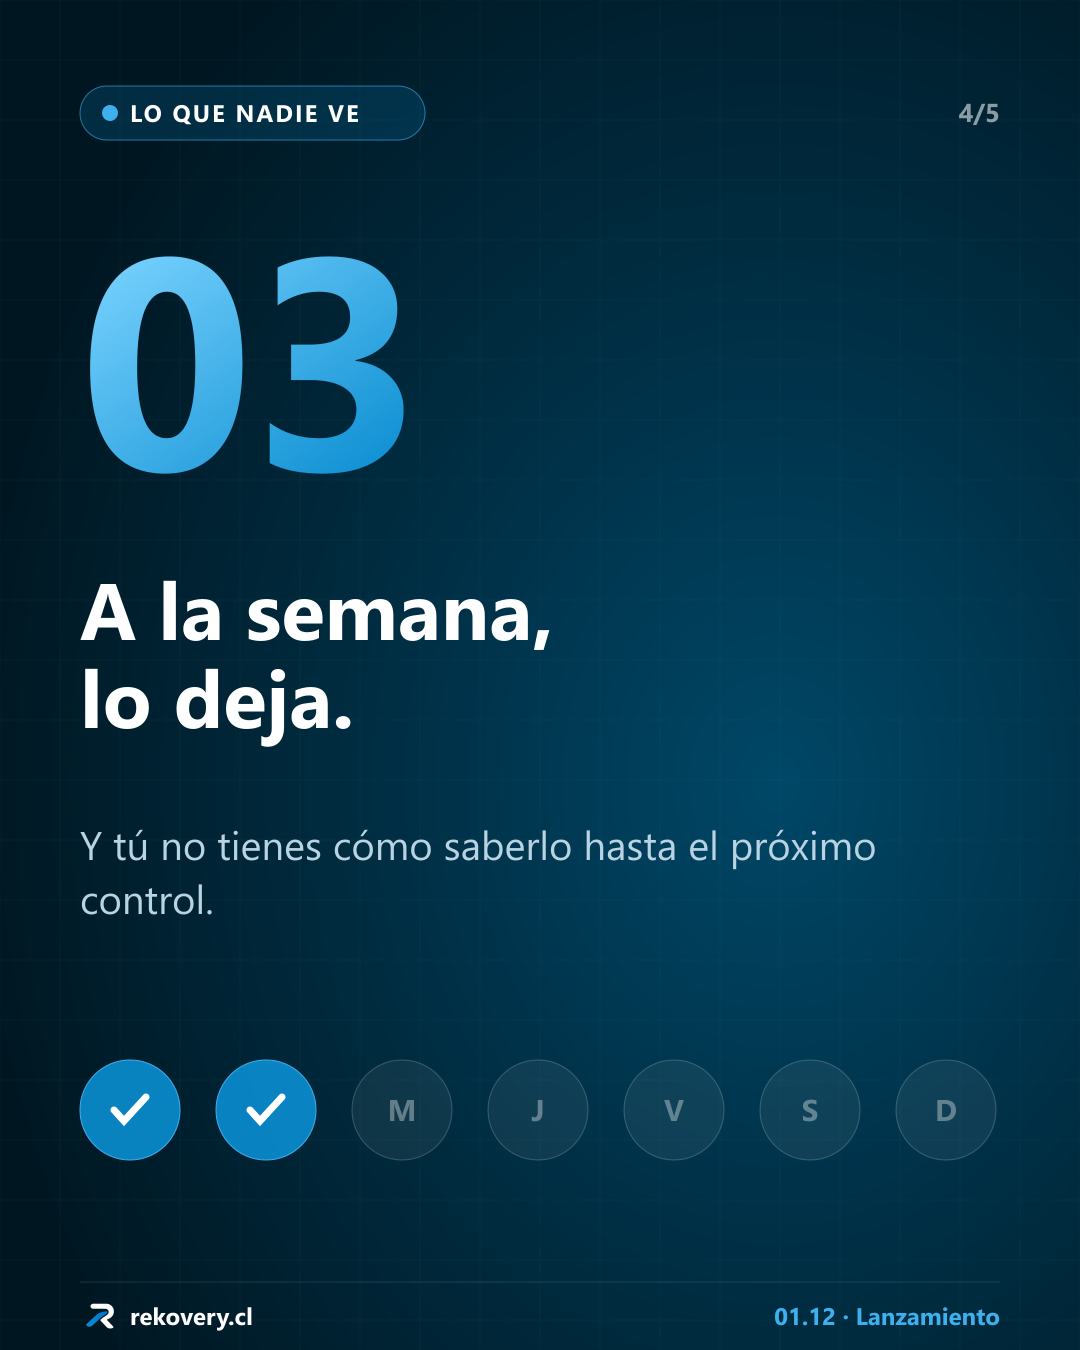 LO QUE NADIE VE
4/5
03
A la semana,
lo deja.
Y tú no tienes cómo saberlo hasta el próximo
control.
M J V S D
rekovery.cl
01.12 · Lanzamiento